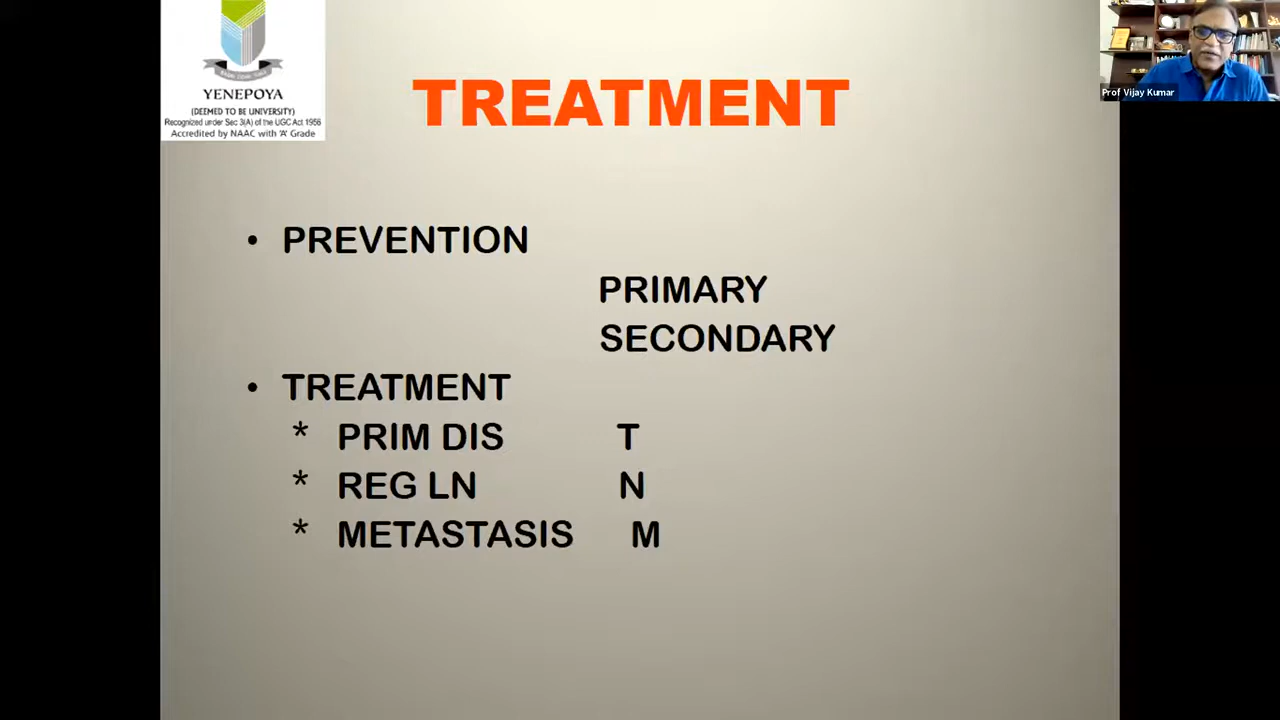 YENEPOYA
(DEEMED TO BE UNIVERSITY)
Recognized under Sec 3(A) of the UGC Act 1956
Accredited by NAAC with 'A' Grade
Prof Vijay Kumar
TREATMENT
• PREVENTION
PRIMARY
SECONDARY
• TREATMENT
* PRIM DIS T
* REG LN N
* METASTASIS M